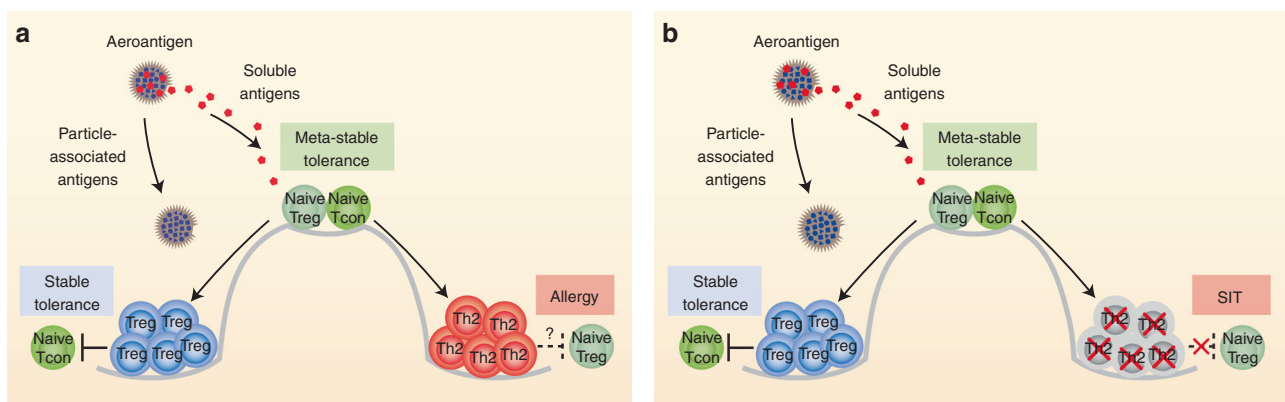 a
Aeroantigen
Soluble
antigens
Particle-
associated
antigens
Meta-stable
tolerance
Naive
Treg
Naive
Tcon
Stable
tolerance
Naive
Tcon
Treg
Treg
Treg
Treg
Treg
Th2
Th2
Th2
Th2
Th2
?
Allergy
Naive
Treg
b
Aeroantigen
Soluble
antigens
Particle-
associated
antigens
Meta-stable
tolerance
Naive
Treg
Naive
Tcon
Stable
tolerance
Naive
Tcon
Treg
Treg
Treg
Treg
Treg
Th2
Th2
Th2
Th2
Th2
SIT
Naive
Treg